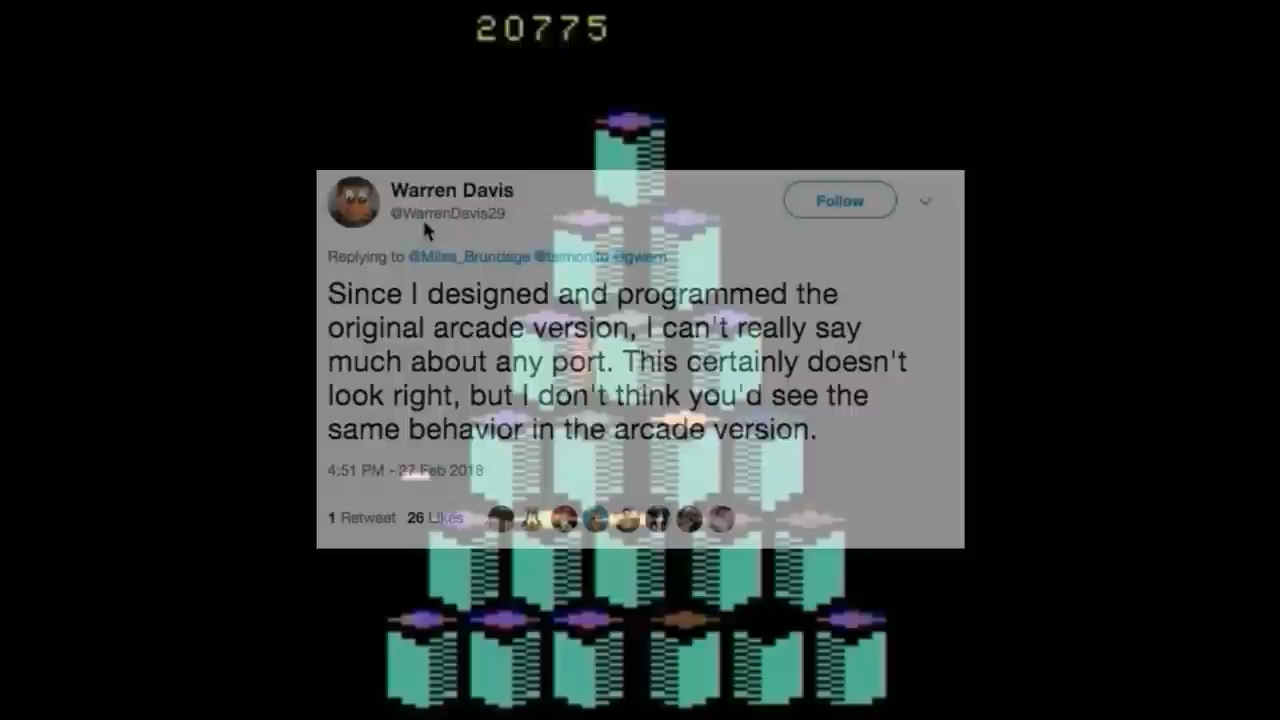 20775
Warren Davis
@WarrenDavis29
Follow
Replying to @Miles_Brundage @tsimonite @gwern
Since I designed and programmed the
original arcade version, I can't really say
much about any port. This certainly doesn't
look right, but I don't think you'd see the
same behavior in the arcade version.
4:51 PM - 27 Feb 2018
1 Retweet 26 Likes